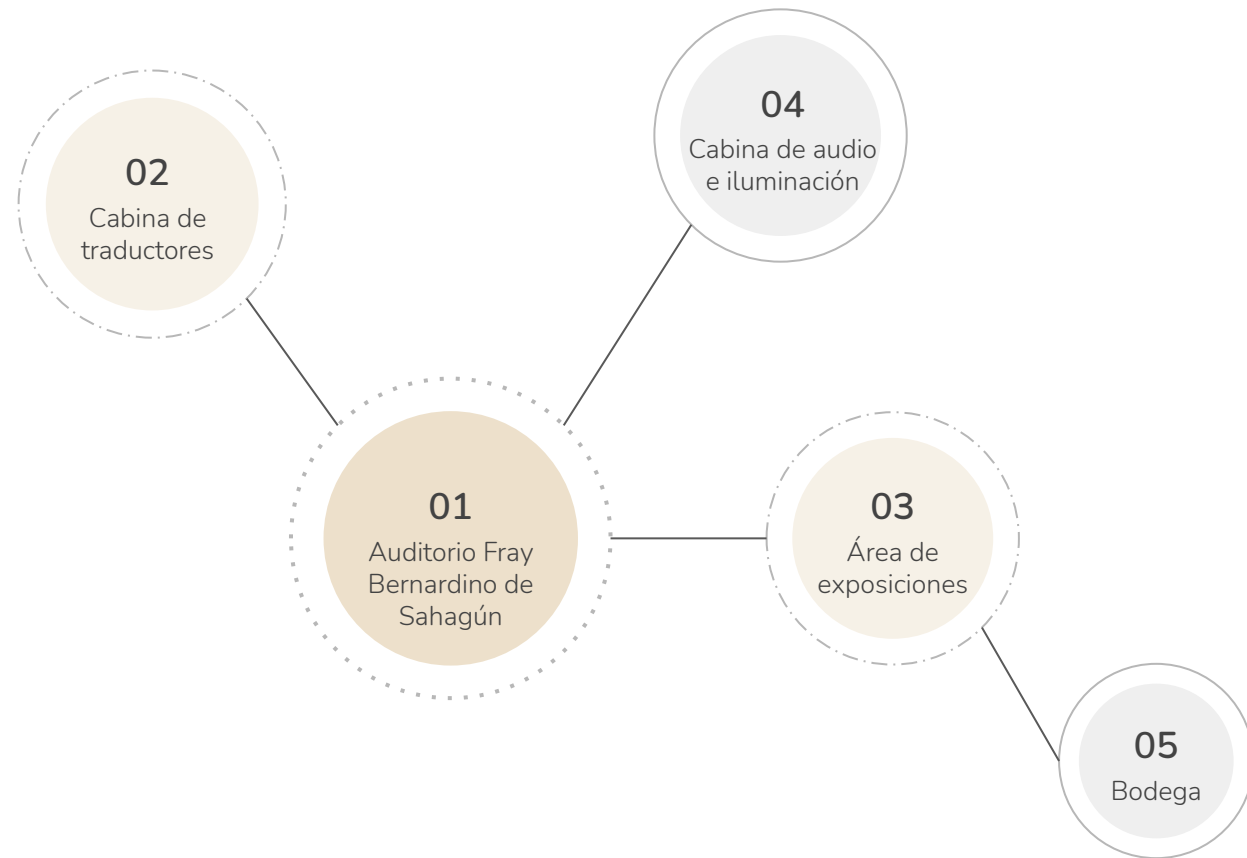 04
Cabina de audio
e iluminación
02
Cabina de
traductores
01
Auditorio Fray
Bernardino de
Sahagún
03
Área de
exposiciones
05
Bodega